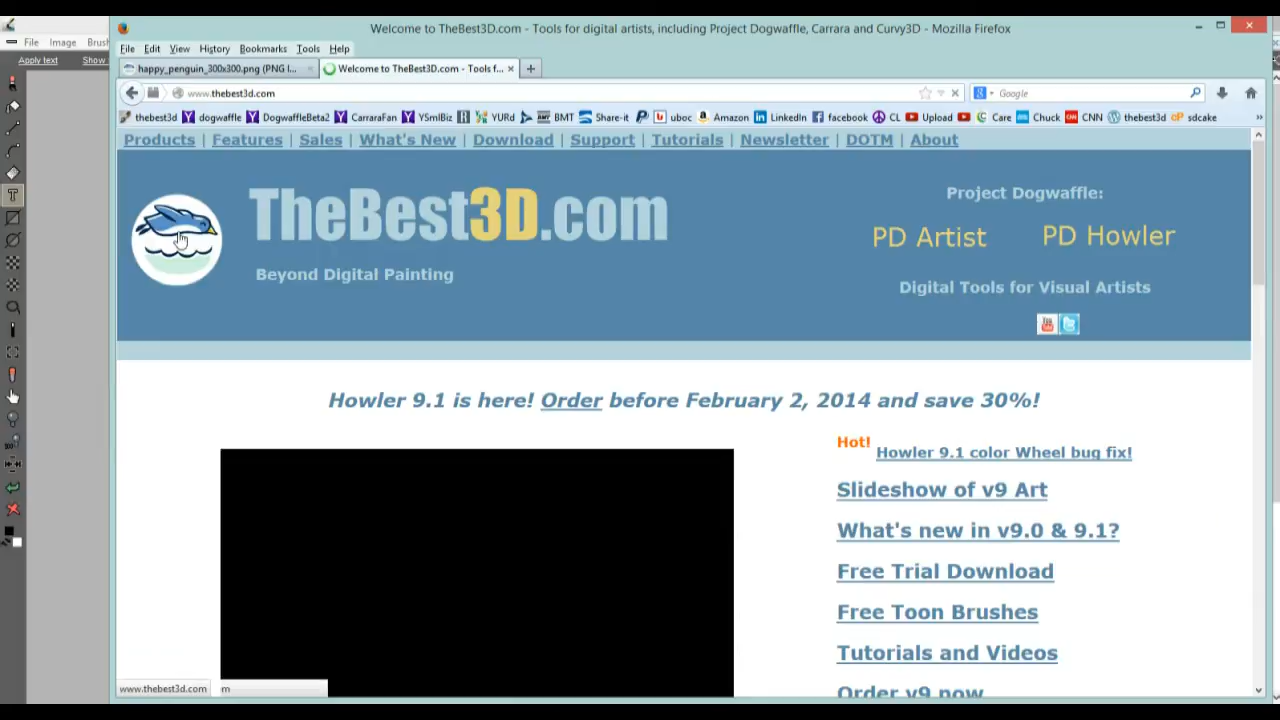 Welcome to TheBest3D.com - Tools for digital artists, including Project Dogwaffle, Carrara and Curvy3D - Mozilla Firefox
File Image Brush
File Edit View History Bookmarks Tools Help
Apply text Show
happy_penguin_300x300.png (PNG I...
Welcome to TheBest3D.com - Tools f...
www.thebest3d.com
Google
thebest3d dogwaffle DogwaffleBeta2 CarraraFan YSmlBiz YURd BMT Share-it uboc Amazon LinkedIn facebook CL Upload Care Chuck CNN thebest3d sdcake
Products | Features | Sales | What's New | Download | Support | Tutorials | Newsletter | DOTM | About
TheBest3D.com
Beyond Digital Painting
Project Dogwaffle:
PD Artist PD Howler
Digital Tools for Visual Artists
Howler 9.1 is here! Order before February 2, 2014 and save 30%!
Hot! Howler 9.1 color Wheel bug fix!
Slideshow of v9 Art
What's new in v9.0 & 9.1?
Free Trial Download
Free Toon Brushes
Tutorials and Videos
Order v9 now
www.thebest3d.com